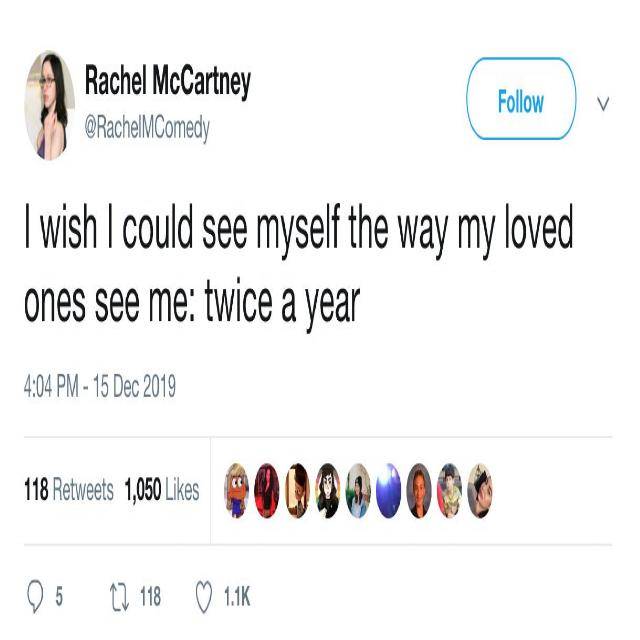 Rachel McCartney
@RachelMComedy
Follow
I wish I could see myself the way my loved
ones see me: twice a year
4:04 PM - 15 Dec 2019
118 Retweets 1,050 Likes
5 118 1.1K